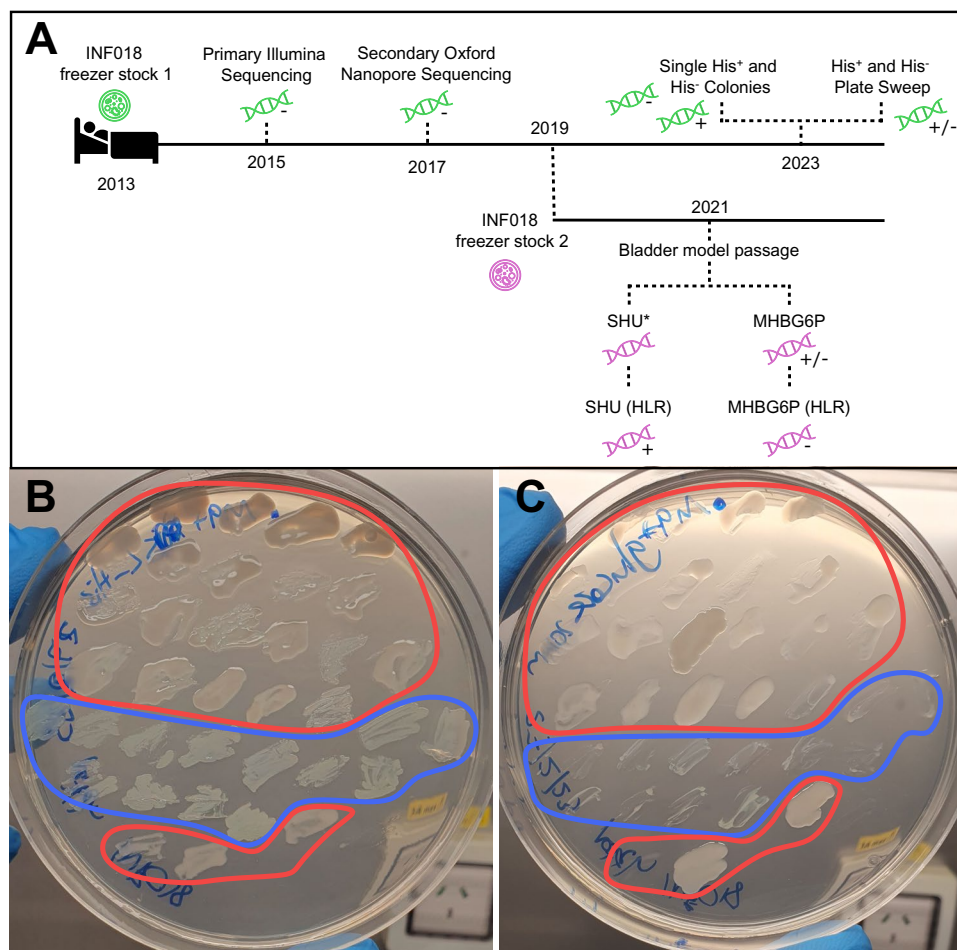 A
INF018
freezer stock 1
Primary Illumina
Sequencing
-
Secondary Oxford
Nanopore Sequencing
-
Single His⁺ and
His⁻ Colonies
-
+
His⁺ and His⁻
Plate Sweep
+/-
2013
2015
2017
2019
2023
INF018
freezer stock 2
2021
Bladder model passage
SHU*
MHBG6P
+/-
SHU (HLR)
+
MHBG6P (HLR)
-
B
C